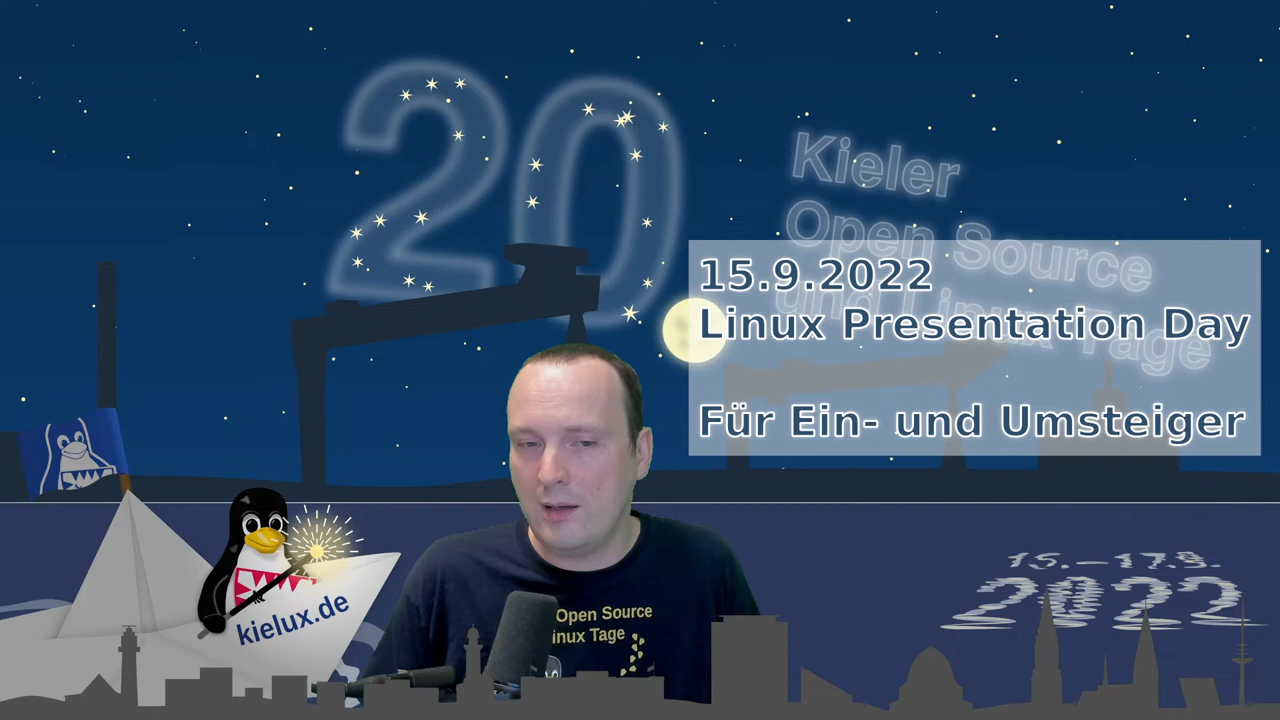 20
Kieler
Open Source
und Linux Tage
15.9.2022
Linux Presentation Day
Für Ein- und Umsteiger
kielux.de
15.–17.9.
2022
Open Source
inux Tage